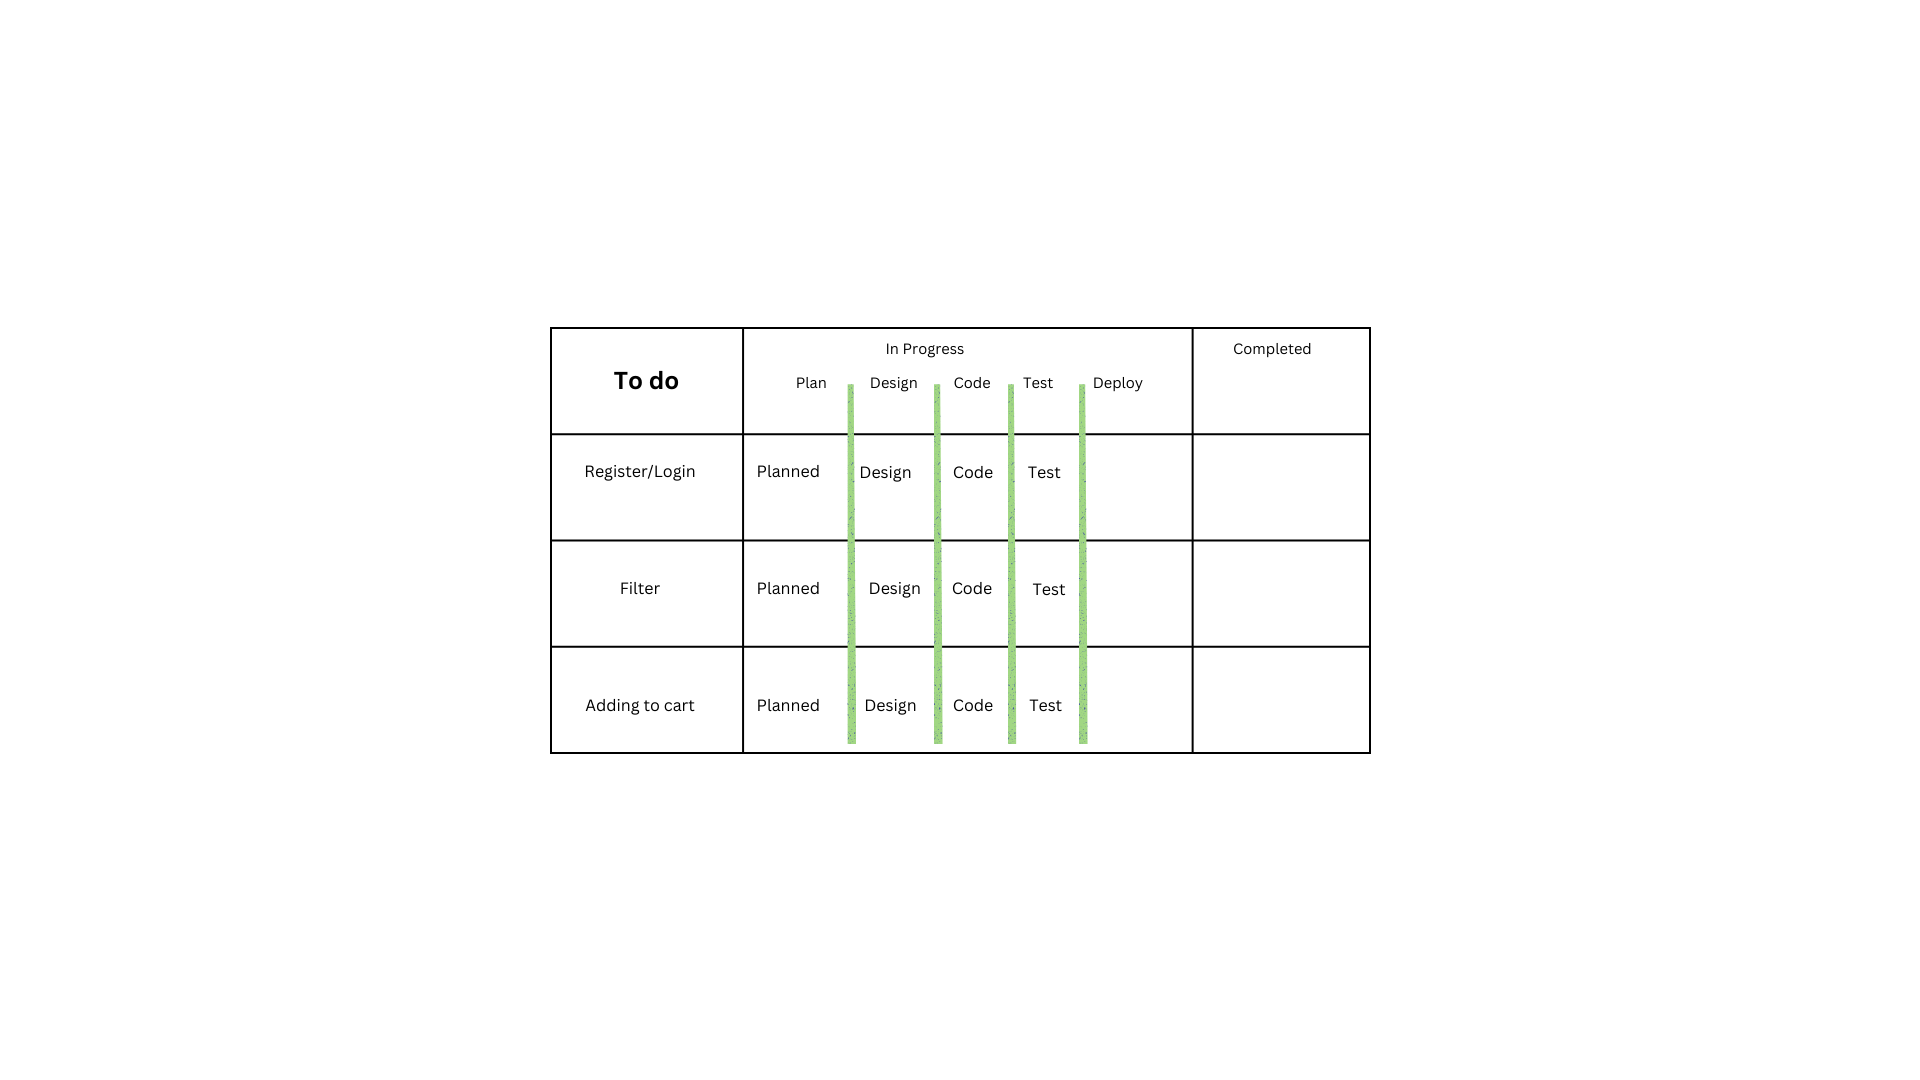 To do
In Progress
Completed
Plan Design Code Test Deploy
Register/Login Planned Design Code Test
Filter Planned Design Code Test
Adding to cart Planned Design Code Test